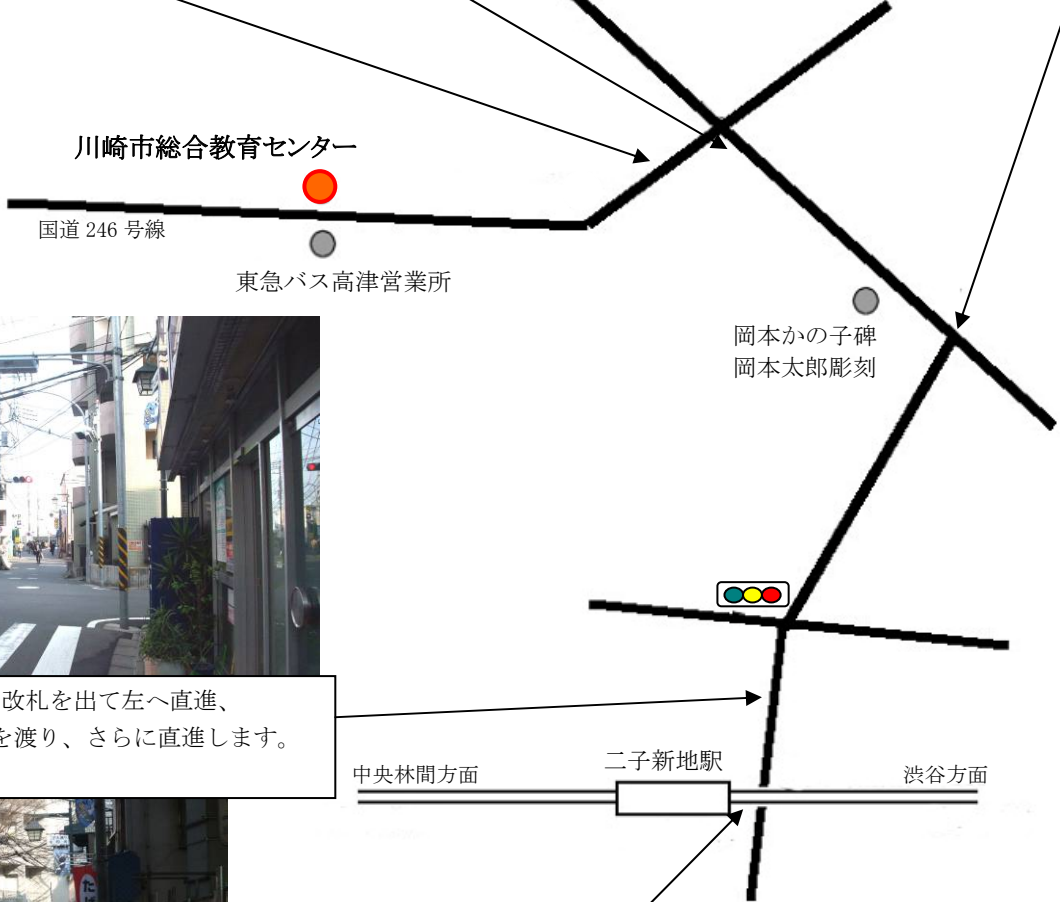 川崎市総合教育センター
国道 246 号線
東急バス高津営業所
岡本かの子碑
岡本太郎彫刻
改札を出て左へ直進、
を渡り、さらに直進します。
中央林間方面
二子新地駅
渋谷方面
た